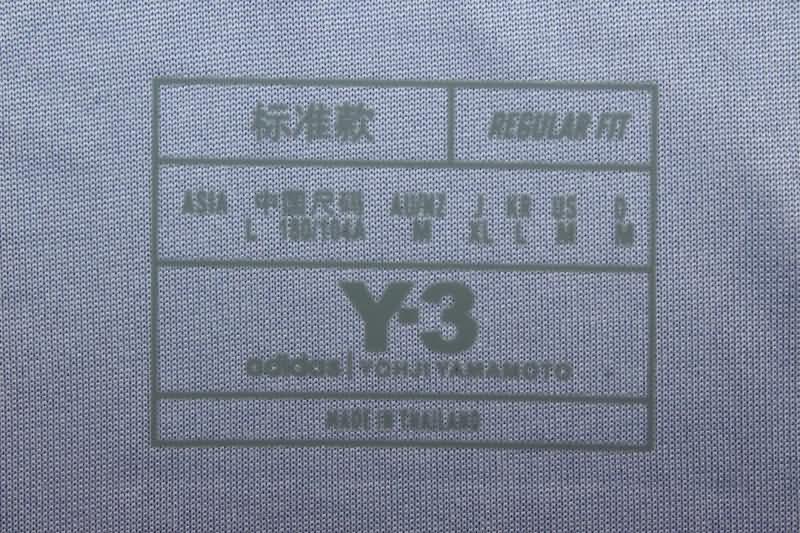 标准款 REGULAR FIT
ASIA 中国尺码 AU/NZ J KR US D
L 180/104A M XL L M M
Y-3
adidas | YOHJI YAMAMOTO
MADE IN THAILAND